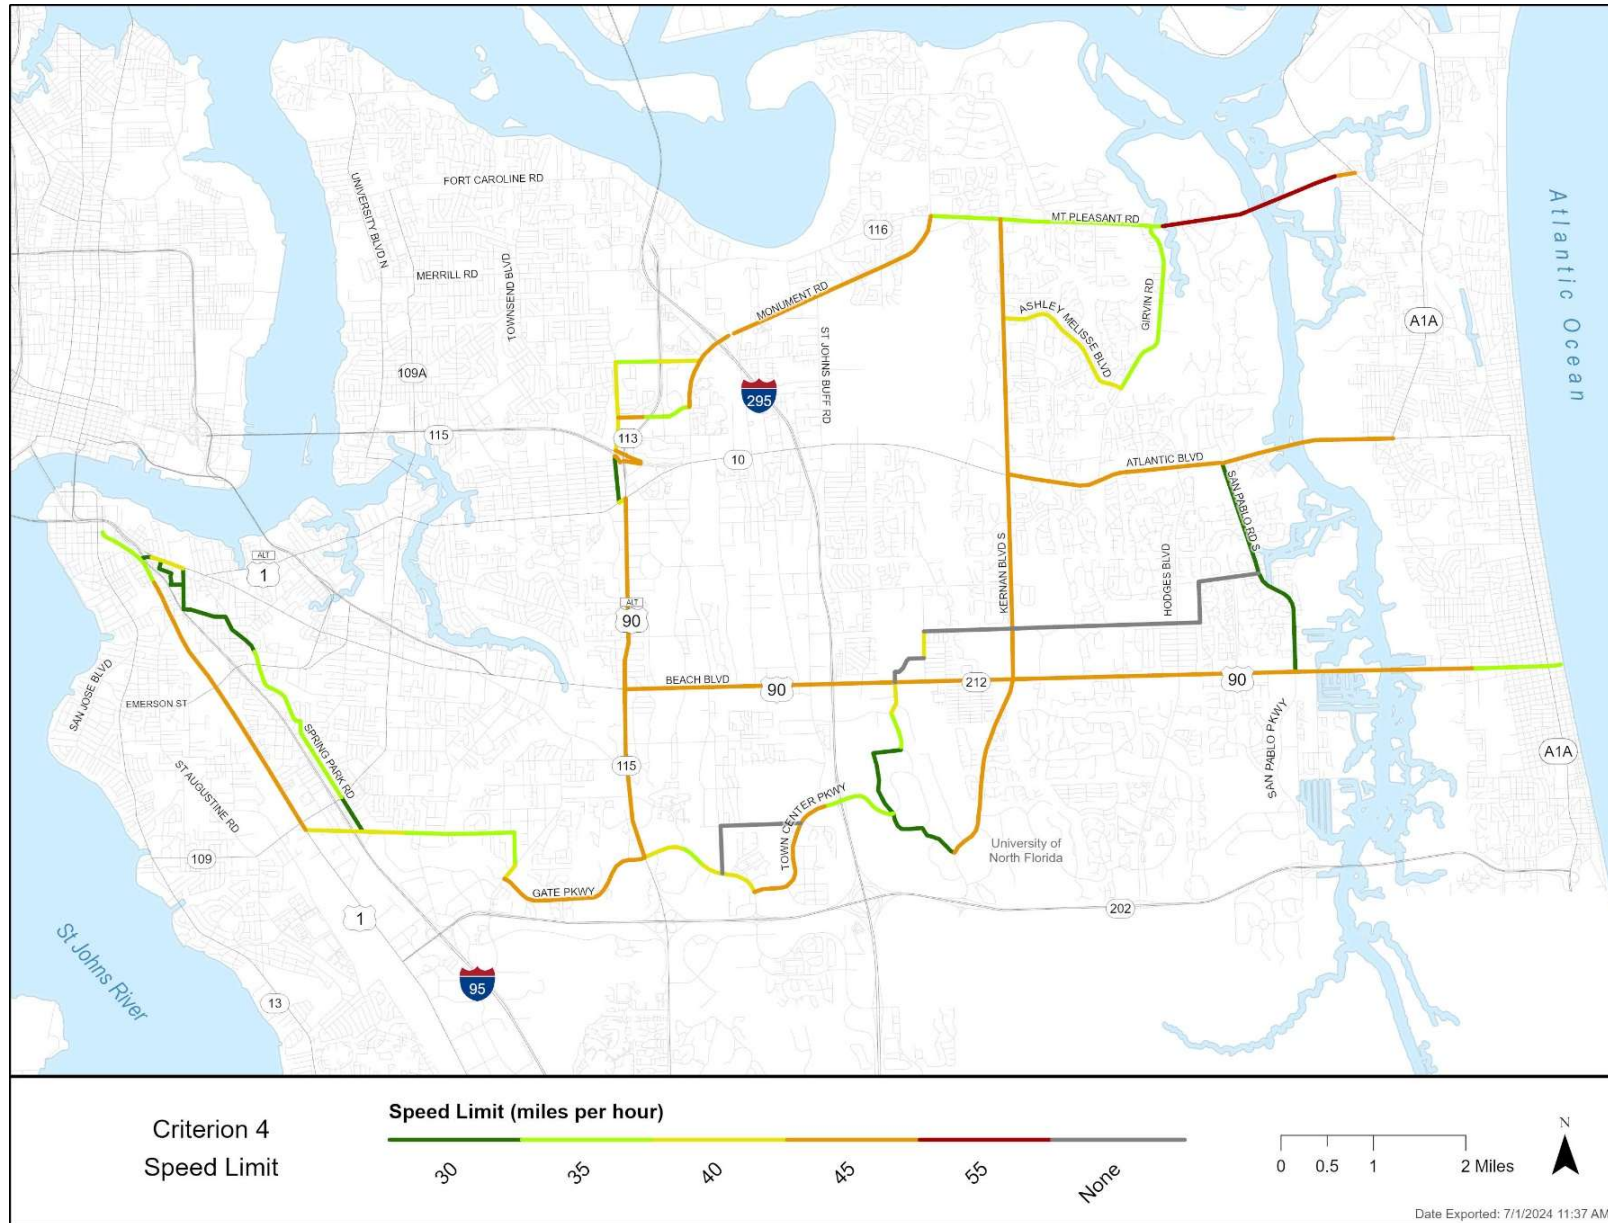 FORT CAROLINE RD
UNIVERSITY BLVD N
MERRILL RD
TOWNSEND BLVD
109A
116
MT PLEASANT RD
MONUMENT RD
ASHLEY MELISSE BLVD
GIRVIN RD
A1A
Atlantic Ocean
ST JOHNS BUFF RD
295
115
113
10
ATLANTIC BLVD
SAN PABLO RD S
ALT
1
KERNAN BLVD S
HODGES BLVD
ALT
90
SAN JOSE BLVD
EMERSON ST
BEACH BLVD
90
212
90
SPRING PARK RD
ST AUGUSTINE RD
115
TOWN CENTER PKWY
SAN PABLO PKWY
A1A
109
University of
North Florida
GATE PKWY
1
202
St Johns River
95
13
Criterion 4
Speed Limit
Speed Limit (miles per hour)
30 35 40 45 55 None
N
0 0.5 1 2 Miles
Date Exported: 7/1/2024 11:37 AM